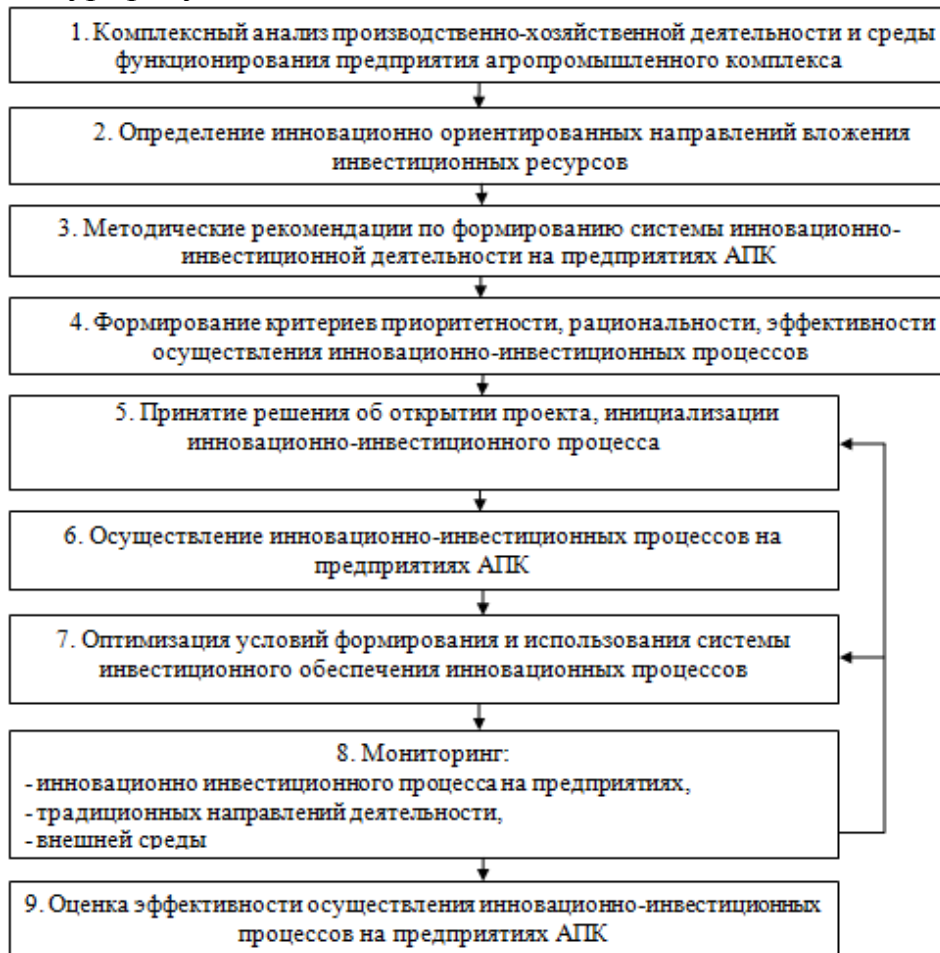 1. Комплексный анализ производственно-хозяйственной деятельности и среды
функционирования предприятия агропромышленного комплекса
2. Определение инновационно ориентированных направлений вложения
инвестиционных ресурсов
3. Методические рекомендации по формированию системы инновационно-
инвестиционной деятельности на предприятиях АПК
4. Формирование критериев приоритетности, рациональности, эффективности
осуществления инновационно-инвестиционных процессов
5. Принятие решения об открытии проекта, инициализации
инновационно-инвестиционного процесса
6. Осуществление инновационно-инвестиционных процессов на
предприятиях АПК
7. Оптимизация условий формирования и использования системы
инвестиционного обеспечения инновационных процессов
8. Мониторинг:
- инновационно инвестиционного процесса на предприятиях,
- традиционных направлений деятельности,
- внешней среды
9. Оценка эффективности осуществления инновационно-инвестиционных
процессов на предприятиях АПК